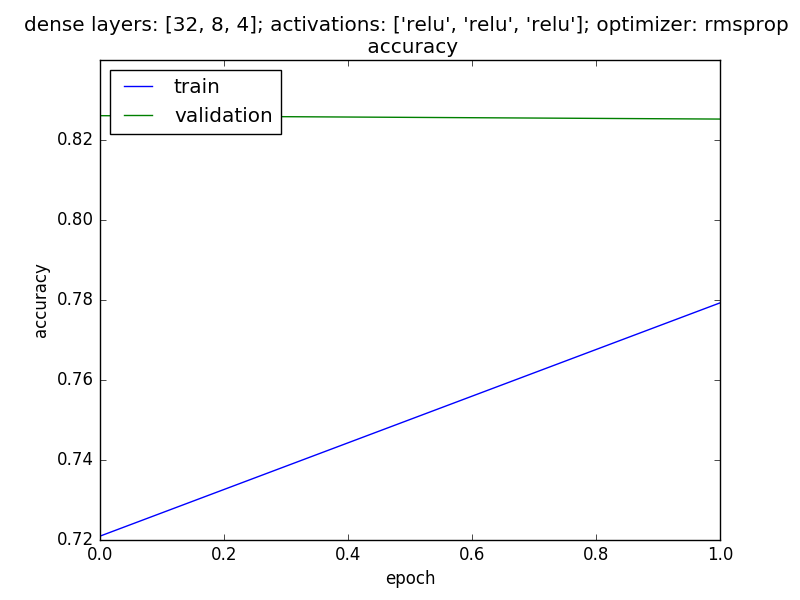 dense layers: [32, 8, 4]; activations: ['relu', 'relu', 'relu']; optimizer: rmsprop
accuracy
train
validation
0.82
0.80
0.78
0.76
0.74
0.72
accuracy
0.0 0.2 0.4 0.6 0.8 1.0
epoch